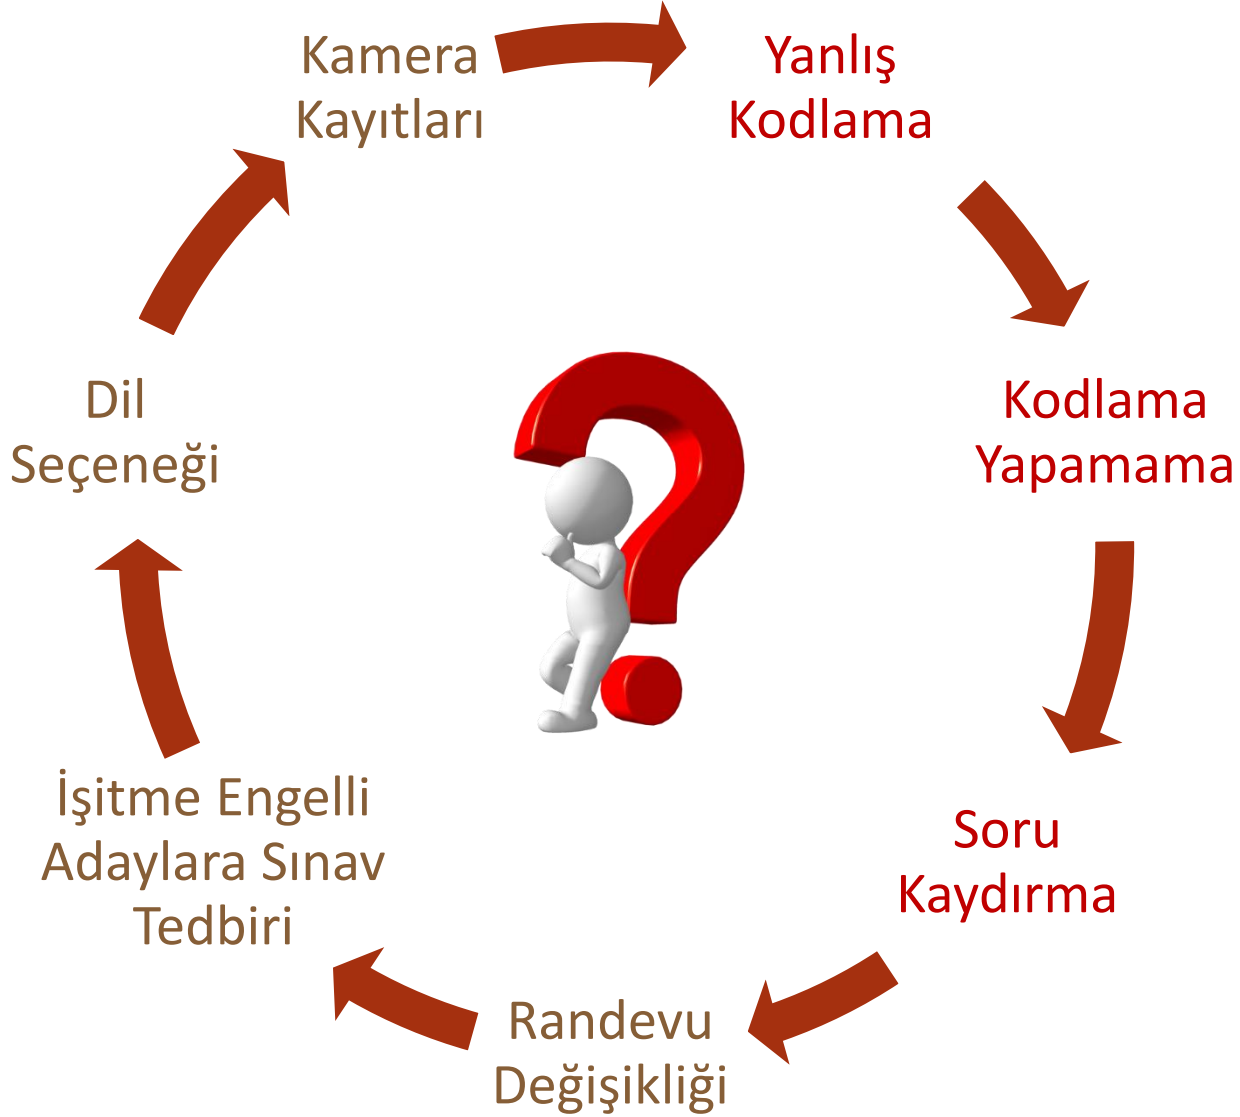 Kamera
Kayıtları
Yanlış
Kodlama
Kodlama
Yapamama
Soru
Kaydırma
Randevu
Değişikliği
İşitme Engelli
Adaylara Sınav
Tedbiri
Dil
Seçeneği